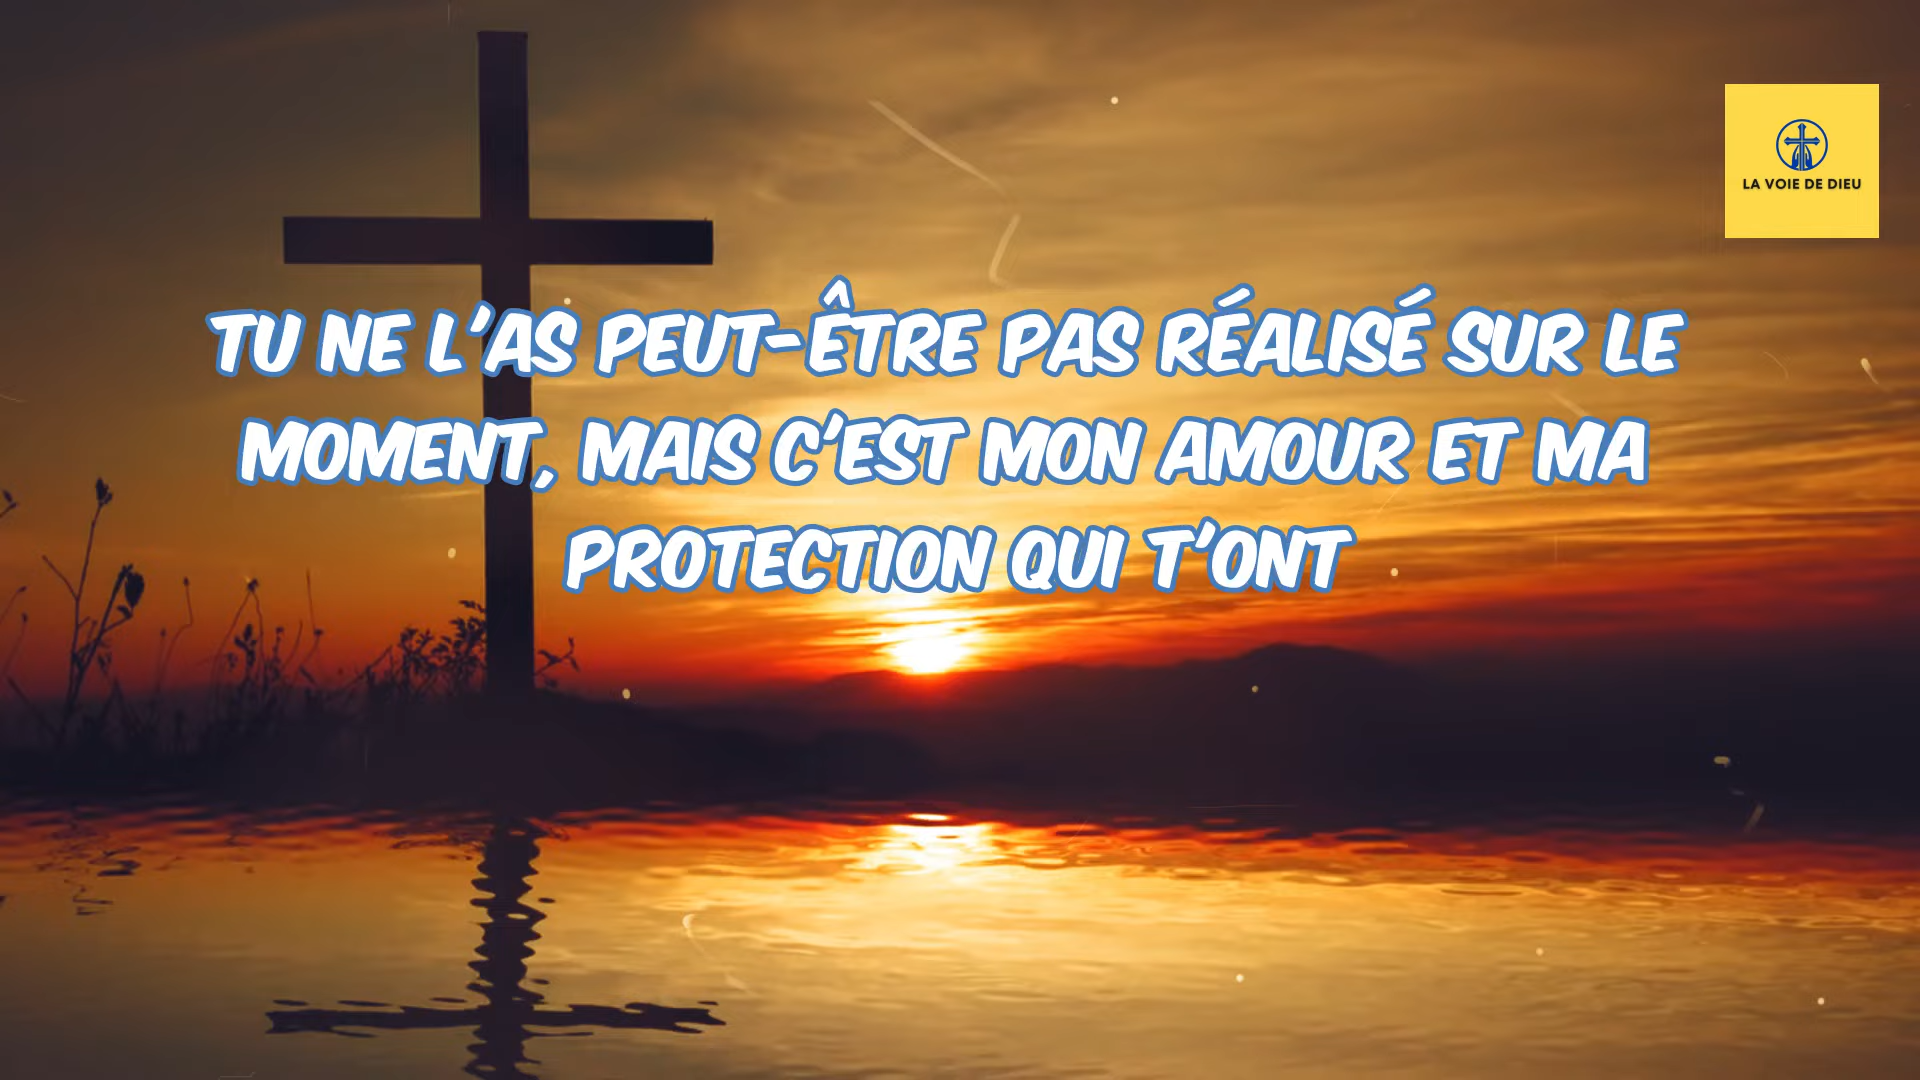 LA VOIE DE DIEU
TU NE L'AS PEUT-ÊTRE PAS RÉALISÉ SUR LE
MOMENT, MAIS C'EST MON AMOUR ET MA
PROTECTION QUI T'ONT